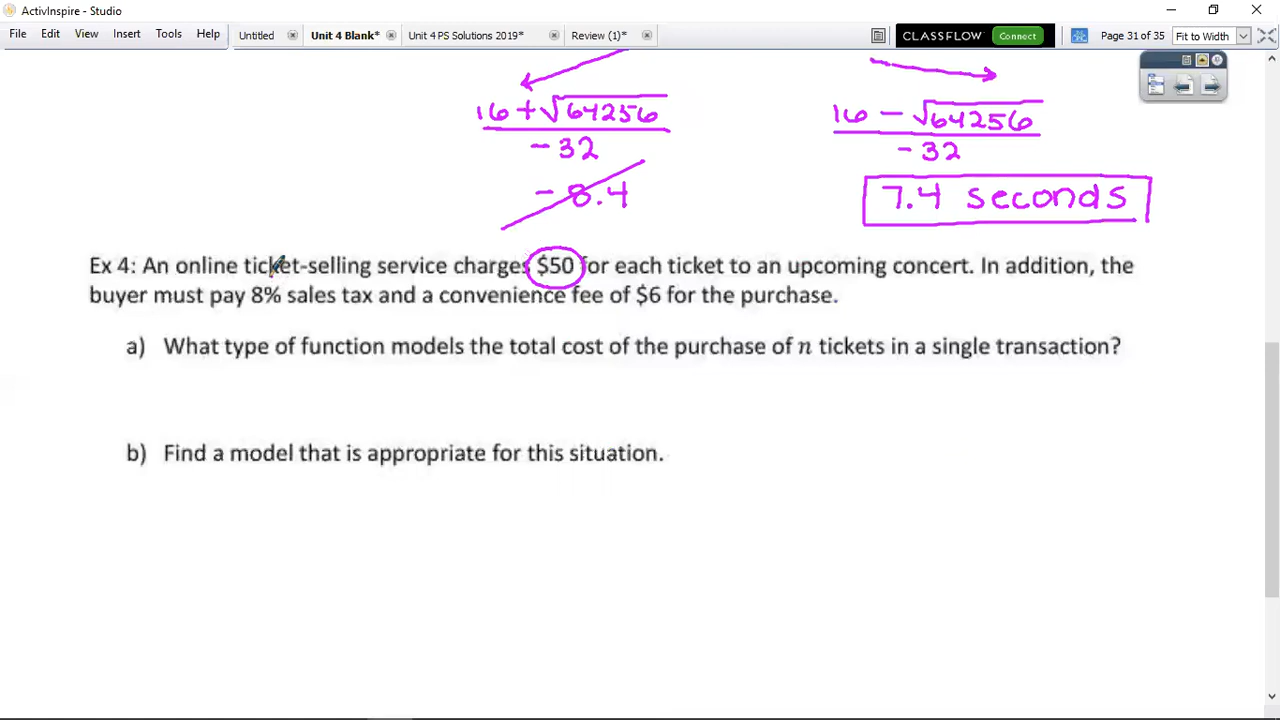 ActivInspire - Studio
File Edit View Insert Tools Help Untitled Unit 4 Blank* Unit 4 PS Solutions 2019* Review (1)* CLASSFLOW Connect Page 31 of 35 Fit to Width
16 + √64256
- 32
- 8.4
16 - √64256
- 32
7.4 seconds
Ex 4: An online ticket-selling service charges $50 for each ticket to an upcoming concert. In addition, the
buyer must pay 8% sales tax and a convenience fee of $6 for the purchase.
a) What type of function models the total cost of the purchase of n tickets in a single transaction?
b) Find a model that is appropriate for this situation.